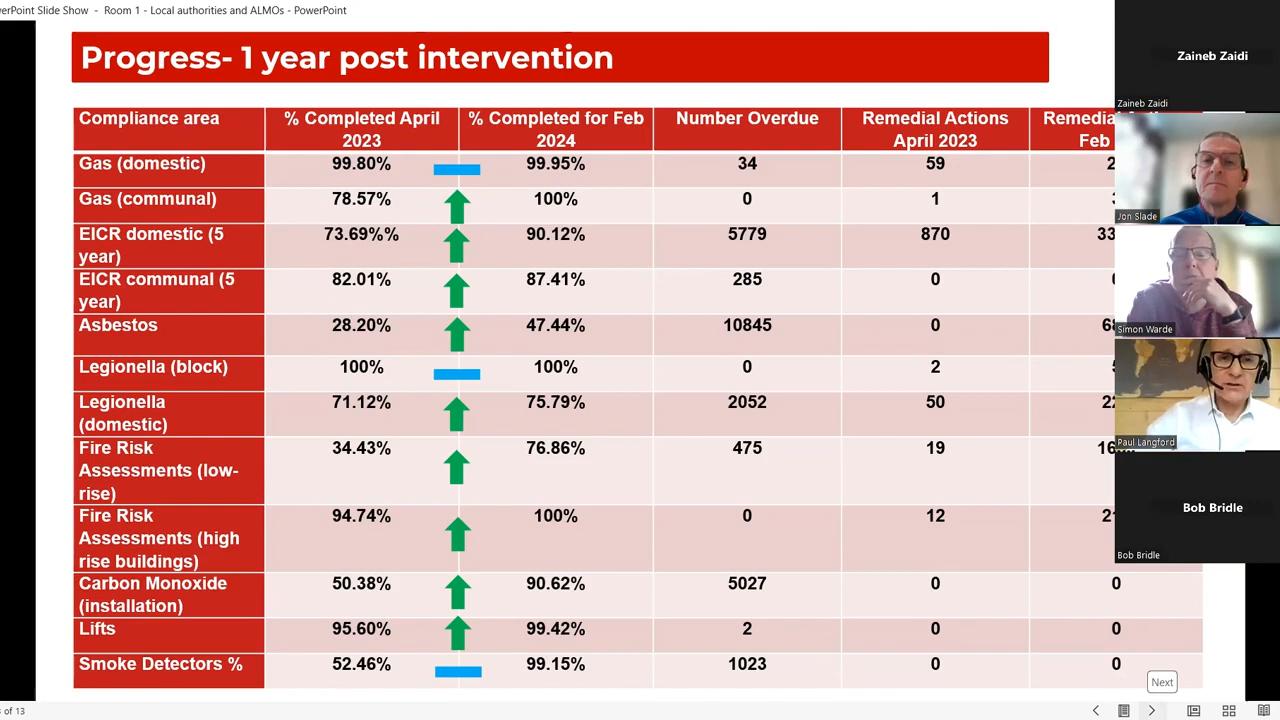 erPoint Slide Show - Room 1 - Local authorities and ALMOs - PowerPoint
Progress- 1 year post intervention
Compliance area
% Completed April
2023
% Completed for Feb
2024
Number Overdue
Remedial Actions
April 2023
Remedia
Feb
Gas (domestic)
99.80%
99.95%
34
59
2
Gas (communal)
78.57%
100%
0
1
EICR domestic (5
year)
73.69%%
90.12%
5779
870
33
EICR communal (5
year)
82.01%
87.41%
285
0
Asbestos
28.20%
47.44%
10845
0
Legionella (block)
100%
100%
0
2
Legionella
(domestic)
71.12%
75.79%
2052
50
22
Fire Risk
Assessments (low-
rise)
34.43%
76.86%
475
19
16
Fire Risk
Assessments (high
rise buildings)
94.74%
100%
0
12
Carbon Monoxide
(installation)
50.38%
90.62%
5027
0
0
Lifts
95.60%
99.42%
2
0
0
Smoke Detectors %
52.46%
99.15%
1023
0
0
Zaineb Zaidi
Zaineb Zaidi
Jon Slade
Simon Warde
Paul Langford
Bob Bridle
Bob Bridle
Next
of 13